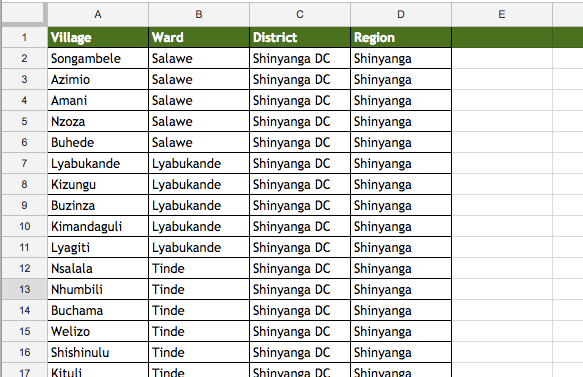 A B C D E
1 Village Ward District Region
2 Songambele Salawe Shinyanga DC Shinyanga
3 Azimio Salawe Shinyanga DC Shinyanga
4 Amani Salawe Shinyanga DC Shinyanga
5 Nzoza Salawe Shinyanga DC Shinyanga
6 Buhede Salawe Shinyanga DC Shinyanga
7 Lyabukande Lyabukande Shinyanga DC Shinyanga
8 Kizungu Lyabukande Shinyanga DC Shinyanga
9 Buzinza Lyabukande Shinyanga DC Shinyanga
10 Kimandaguli Lyabukande Shinyanga DC Shinyanga
11 Lyagiti Lyabukande Shinyanga DC Shinyanga
12 Nsalala Tinde Shinyanga DC Shinyanga
13 Nhumbili Tinde Shinyanga DC Shinyanga
14 Buchama Tinde Shinyanga DC Shinyanga
15 Welizo Tinde Shinyanga DC Shinyanga
16 Shishinulu Tinde Shinyanga DC Shinyanga
17 Kituli Tinde Shinyanga DC Shinyanga